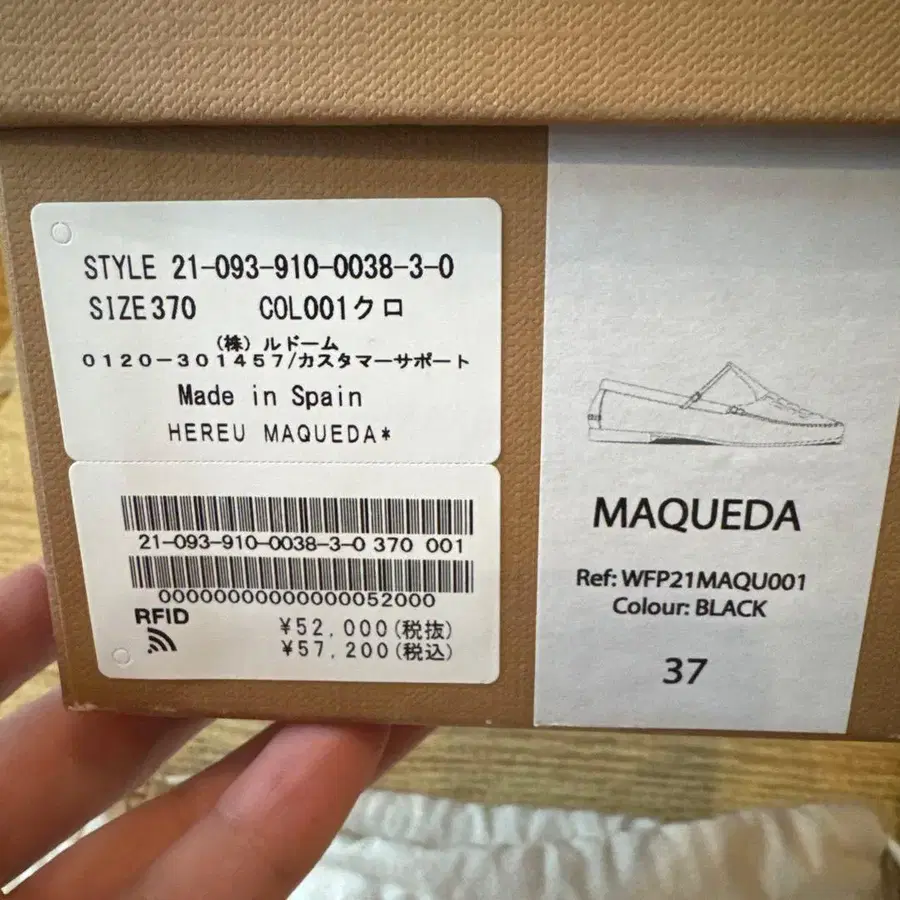 STYLE 21-093-910-0038-3-0
SIZE370 COL001クロ
(株)ルドーム
0120-301457/カスタマーサポート
Made in Spain
HEREU MAQUEDA*
21-093-910-0038-3-0 370 001
0000000000000000052000
RFID
¥52,000(税抜)
¥57,200(税込)
MAQUEDA
Ref: WFP21MAQU001
Colour: BLACK
37